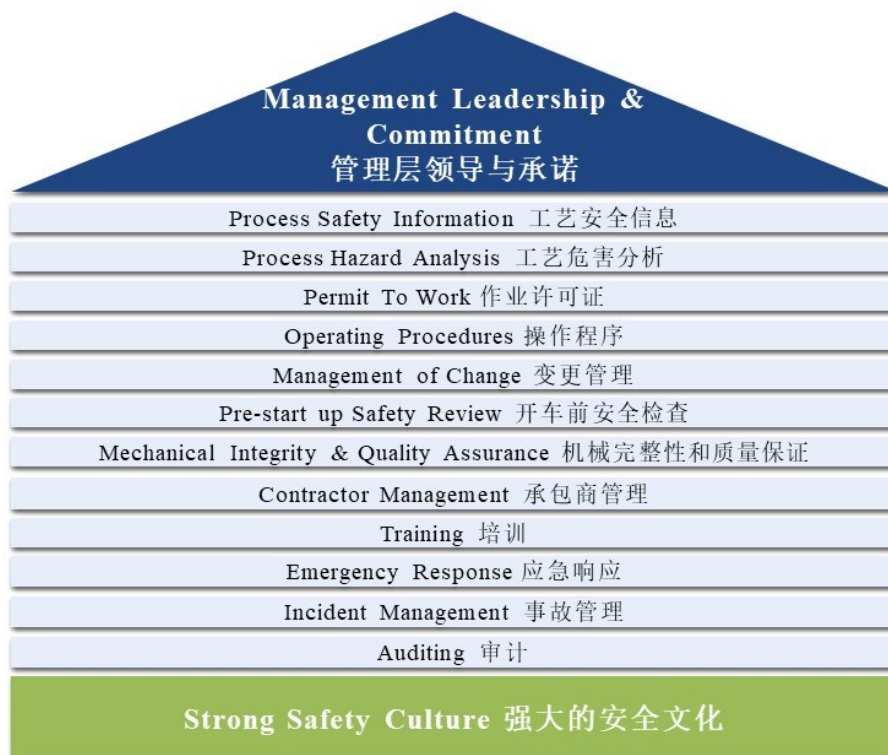 Management Leadership &
Commitment
管理层领导与承诺
Process Safety Information 工艺安全信息
Process Hazard Analysis 工艺危害分析
Permit To Work 作业许可证
Operating Procedures 操作程序
Management of Change 变更管理
Pre-start up Safety Review 开车前安全检查
Mechanical Integrity & Quality Assurance 机械完整性和质量保证
Contractor Management 承包商管理
Training 培训
Emergency Response 应急响应
Incident Management 事故管理
Auditing 审计
Strong Safety Culture 强大的安全文化